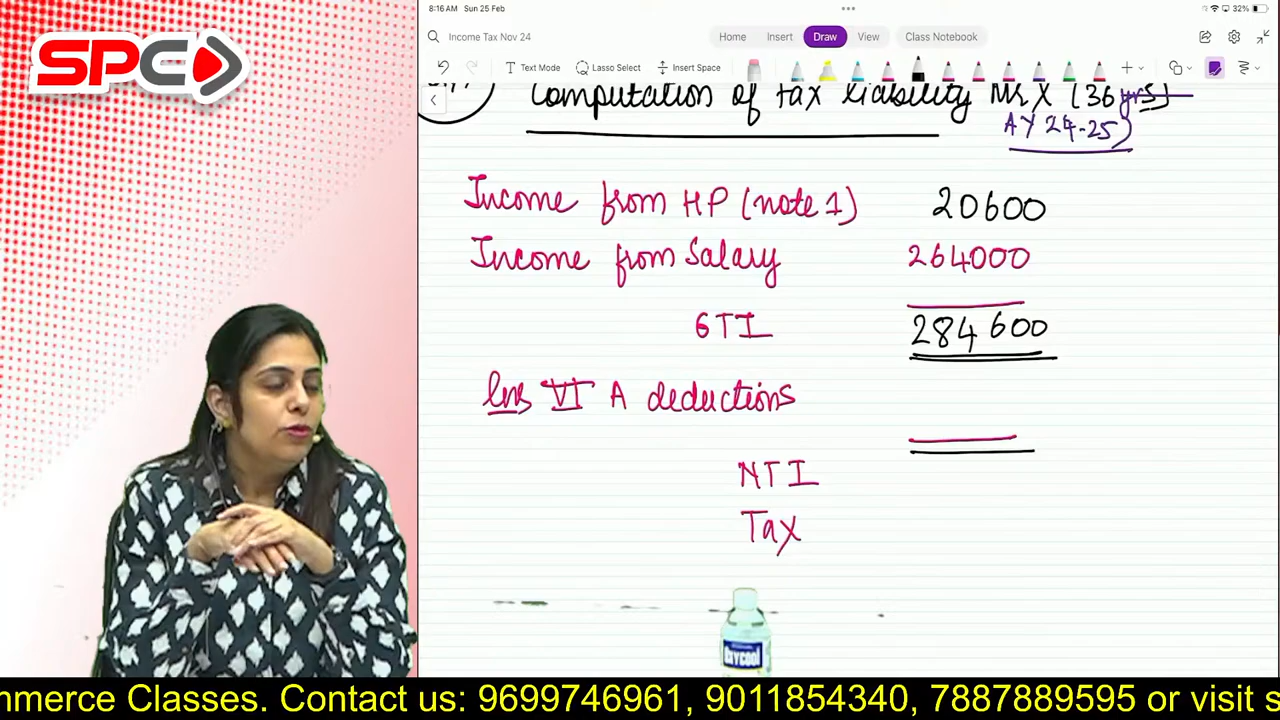 8:16 AM Sun 25 Feb
32%
SPC
Income Tax Nov 24
Home Insert Draw View Class Notebook
Text Mode Lasso Select Insert Space
Computation of tax liability Mr X (36 yrs)
AY 24-25)
Income from HP (note 1) 20600
Income from Salary 264000
GTI 284600
less VI A deductions
NTI
Tax
Oxycool
mmerce Classes. Contact us: 9699746961, 9011854340, 7887889595 or visit s